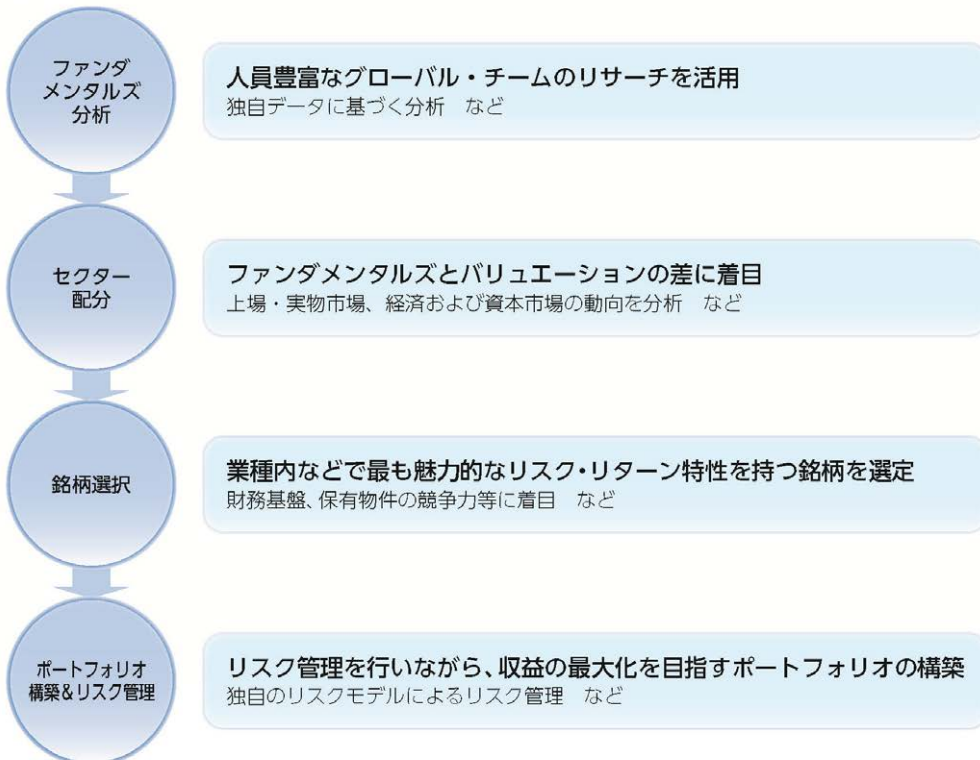 ファンダ
メンタルズ
分析
人員豊富なグローバル・チームのリサーチを活用
独自データに基づく分析　など
セクター
配分
ファンダメンタルズとバリュエーションの差に着目
上場・実物市場、経済および資本市場の動向を分析　など
銘柄選択
業種内などで最も魅力的なリスク・リターン特性を持つ銘柄を選定
財務基盤、保有物件の競争力等に着目　など
ポートフォリオ
構築&リスク管理
リスク管理を行いながら、収益の最大化を目指すポートフォリオの構築
独自のリスクモデルによるリスク管理　など